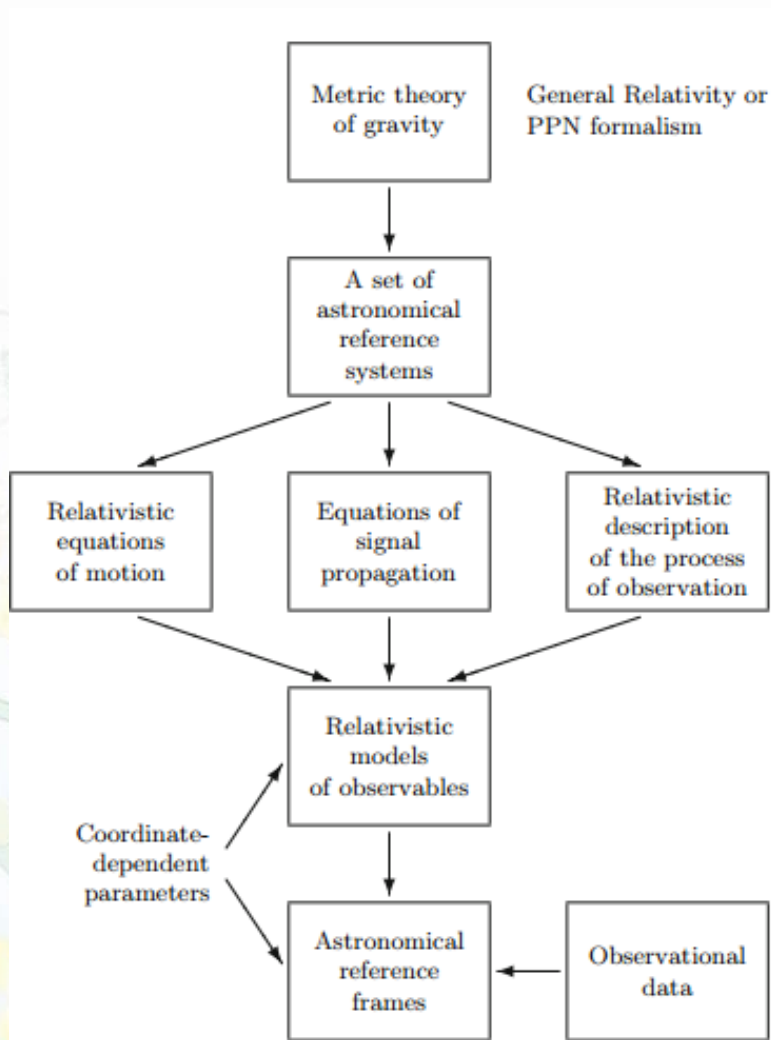 Metric theory
of gravity
General Relativity or
PPN formalism
A set of
astronomical
reference
systems
Relativistic
equations
of motion
Equations of
signal
propagation
Relativistic
description
of the process
of observation
Relativistic
models
of observables
Coordinate-
dependent
parameters
Astronomical
reference
frames
Observational
data